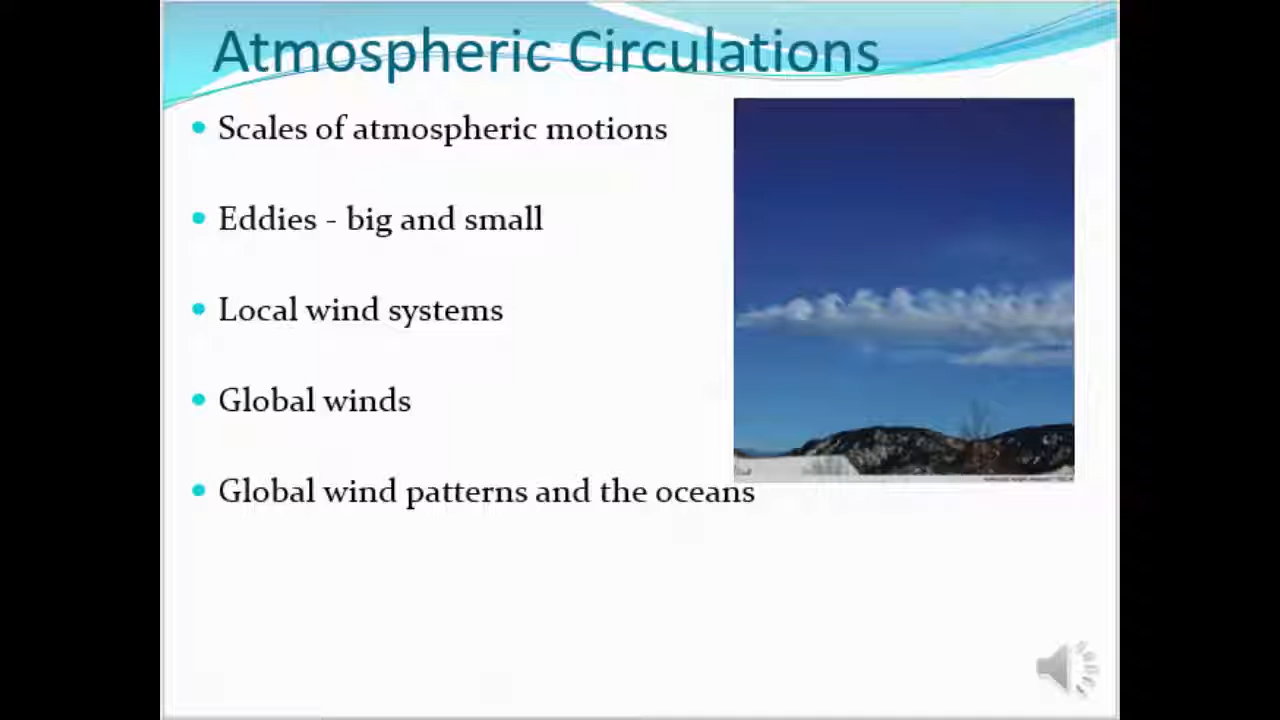 Atmospheric Circulations
Scales of atmospheric motions
Eddies - big and small
Local wind systems
Global winds
Global wind patterns and the oceans